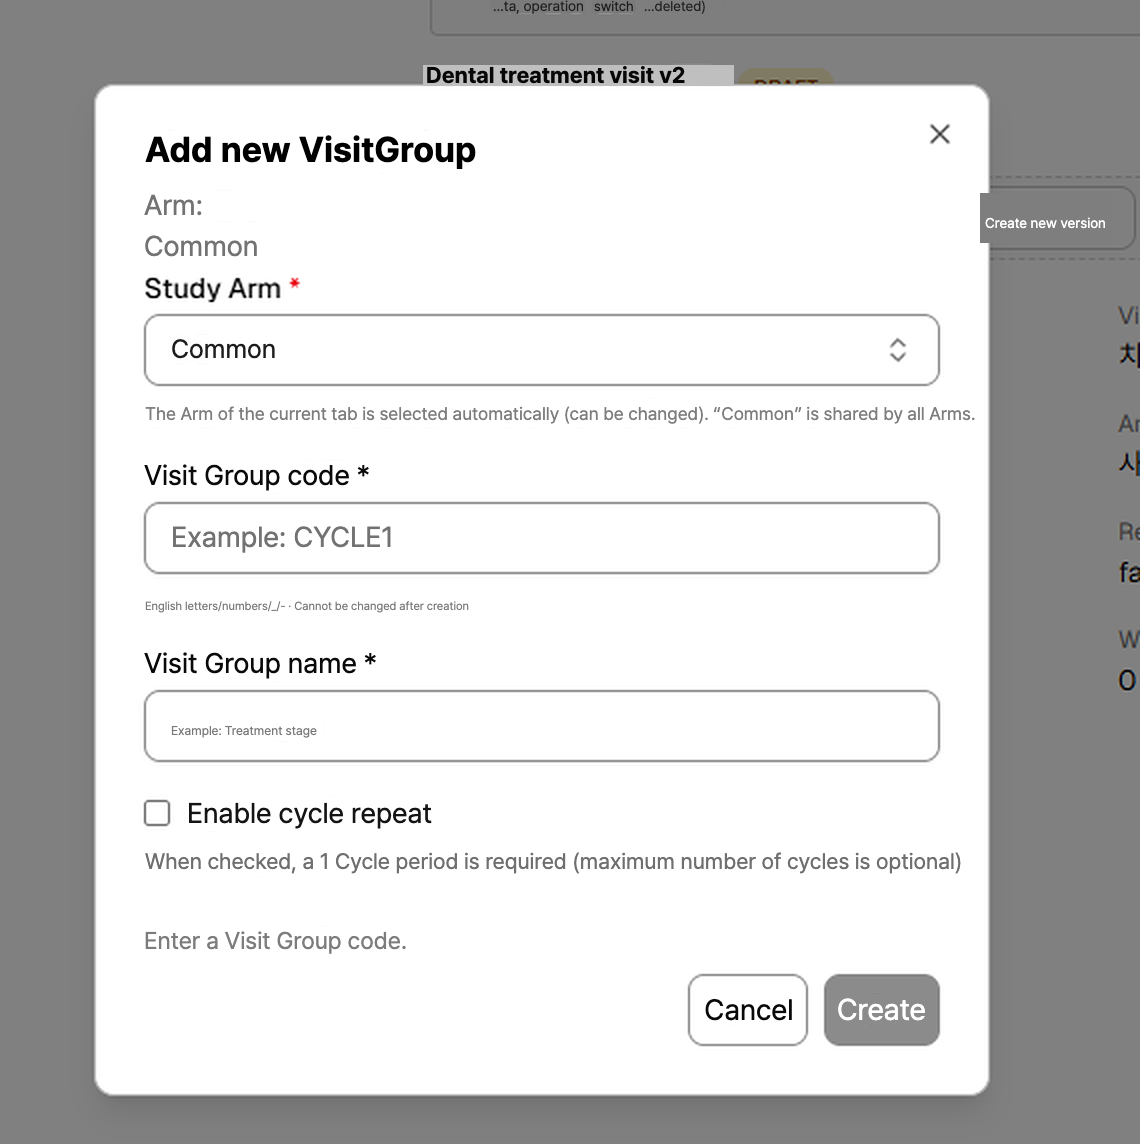 ...ta, operation switch ...deleted)
Dental treatment visit v2
Add new VisitGroup
Arm:
Common
Study Arm *
Common
The Arm of the current tab is selected automatically (can be changed). “Common” is shared by all Arms.
Visit Group code *
Example: CYCLE1
English letters/numbers/_/- · Cannot be changed after creation
Visit Group name *
Example: Treatment stage
Enable cycle repeat
When checked, a 1 Cycle period is required (maximum number of cycles is optional)
Enter a Visit Group code.
Cancel
Create
Create new version